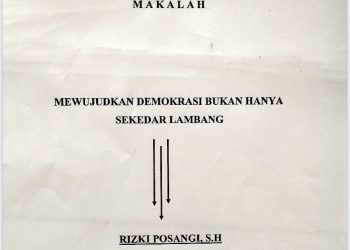 MAKALAH
MEWUJUDKAN DEMOKRASI BUKAN HANYA
SEKEDAR LAMBANG
RIZKI POSANGI, S.H